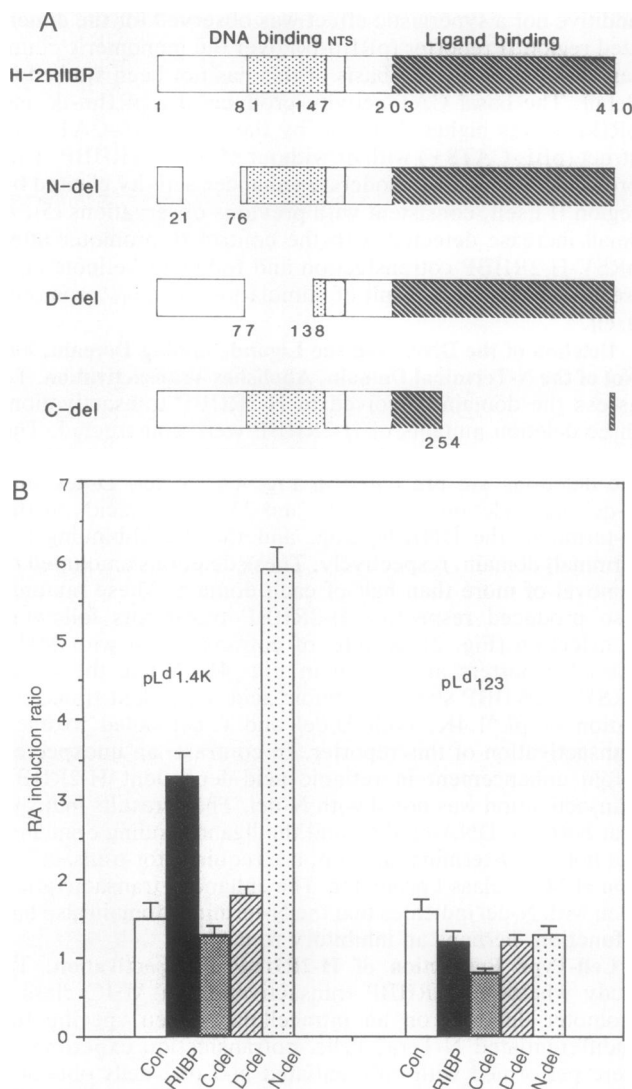 A
DNA binding NTS Ligand binding
H-2RIIBP
1 81 147 203 410
N-del
21 76
D-del
77 138
C-del
254
B
7
6
5
4
3
2
1
0
RA induction ratio
pLd 1.4K
pLd 123
Con
RIIBP
C-del
D-del
N-del
Con
RIIBP
C-del
D-del
N-del